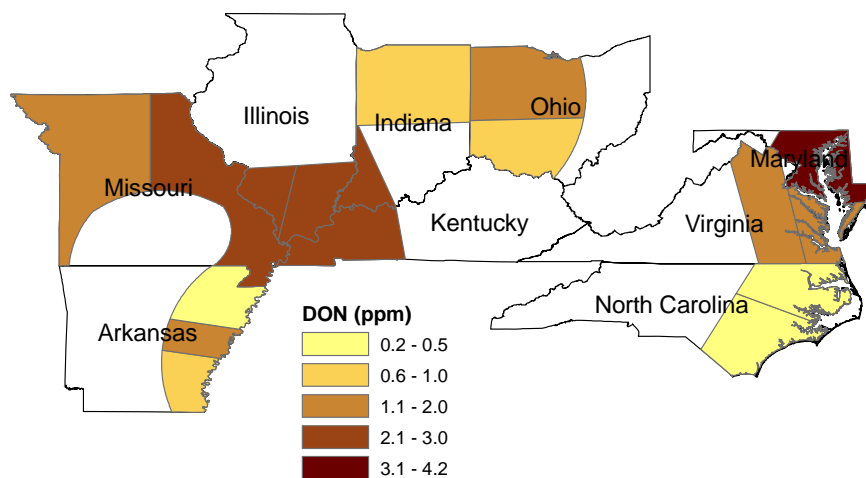 Illinois
Indiana
Ohio
Maryland
Missouri
Kentucky
Virginia
North Carolina
Arkansas
DON (ppm)
0.2 - 0.5
0.6 - 1.0
1.1 - 2.0
2.1 - 3.0
3.1 - 4.2